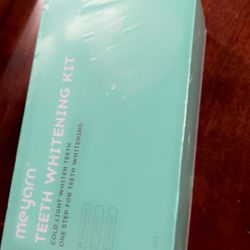 meyarn
TEETH WHITENING KIT
COLD LIGHT WHITEN TEETH
ONE STEP FOR TEETH WHITENING